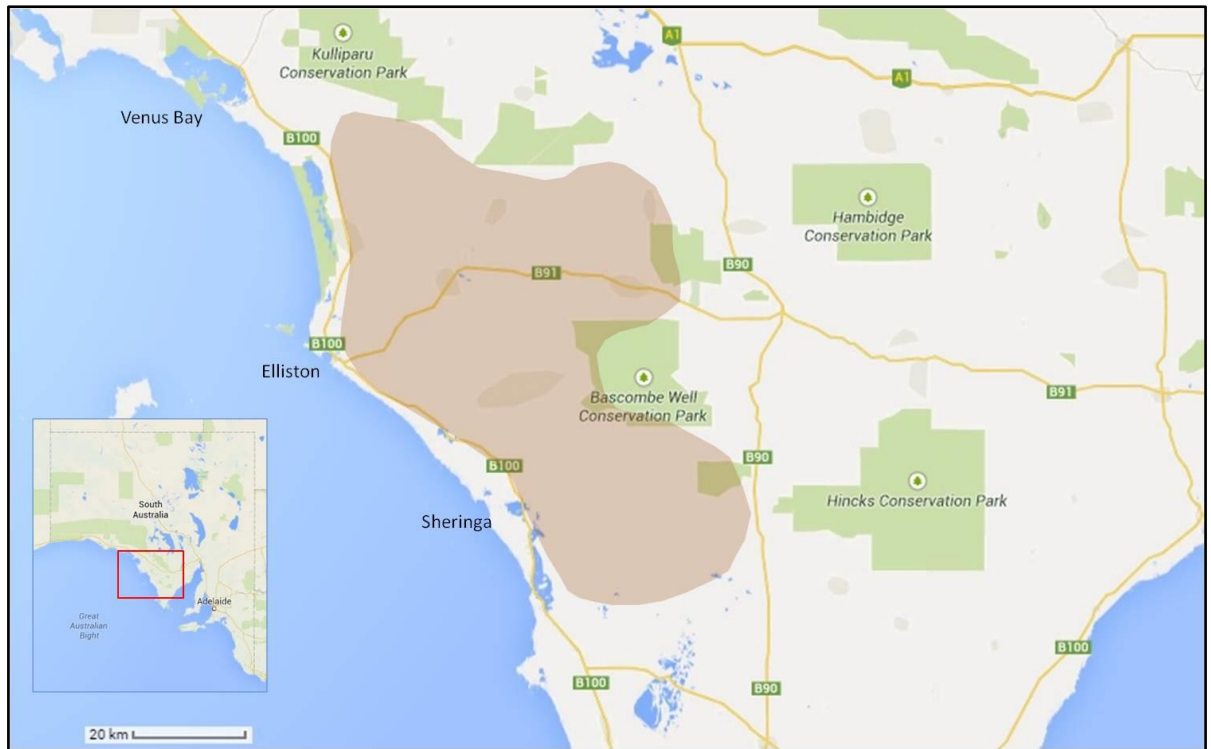 A1
Kulliparu
Conservation Park
A1
Venus Bay
B100
Hambidge
Conservation Park
B90
B91
B100
Elliston
Bascombe Well
Conservation Park
B91
B90
B100
Hincks Conservation Park
Sheringa
South
Australia
Adelaide
Great
Australian
Bight
B100
B100
B90
20 km